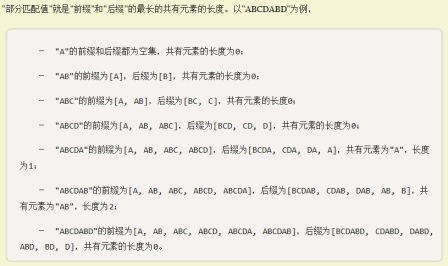 "部分匹配值"就是"前缀"和"后缀"的最长的共有元素的长度。以"ABCDABD"为例，
－ "A"的前缀和后缀都为空集，共有元素的长度为0；
－ "AB"的前缀为[A]，后缀为[B]，共有元素的长度为0；
－ "ABC"的前缀为[A, AB]，后缀为[BC, C]，共有元素的长度0；
－ "ABCD"的前缀为[A, AB, ABC]，后缀为[BCD, CD, D]，共有元素的长度为0；
－ "ABCDA"的前缀为[A, AB, ABC, ABCD]，后缀为[BCDA, CDA, DA, A]，共有元素为"A"，长度
为1；
－ "ABCDAB"的前缀为[A, AB, ABC, ABCD, ABCDA]，后缀为[BCDAB, CDAB, DAB, AB, B]，共
有元素为"AB"，长度为2；
－ "ABCDABD"的前缀为[A, AB, ABC, ABCD, ABCDA, ABCDAB]，后缀为[BCDABD, CDABD, DABD,
ABD, BD, D]，共有元素的长度为0。